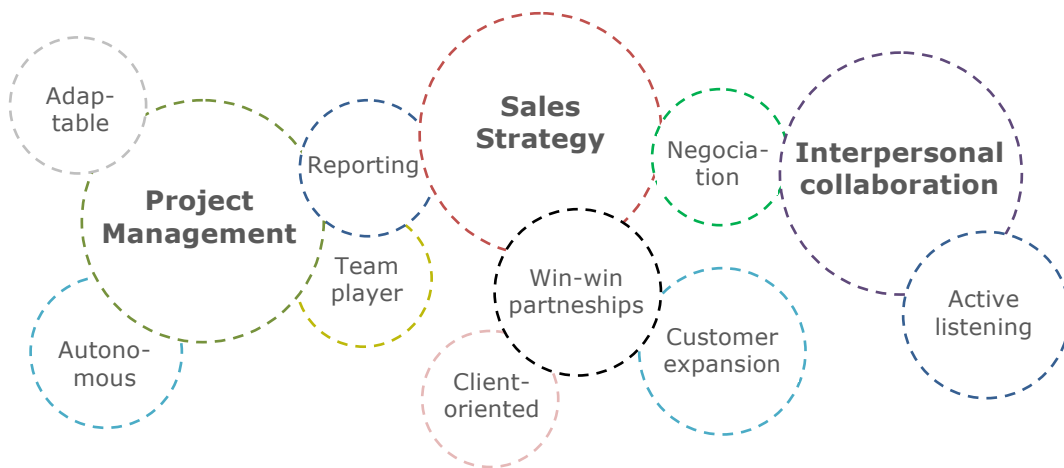 Adap-
table
Project
Management
Autono-
mous
Reporting
Team
player
Sales
Strategy
Win-win
partneships
Client-
oriented
Customer
expansion
Negocia-
tion
Interpersonal
collaboration
Active
listening